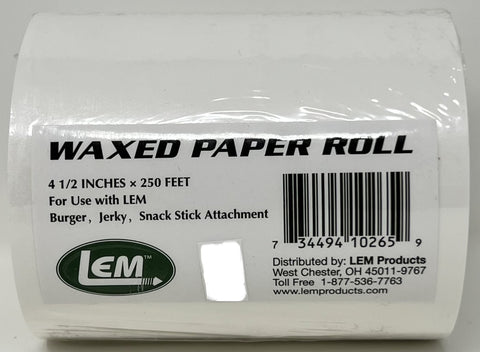 WAXED PAPER ROLL
4 1/2 INCHES × 250 FEET
For Use with LEM
Burger, Jerky, Snack Stick Attachment
7 34494 10265 9
LEM™
Distributed by: LEM Products
West Chester, OH 45011-9767
Toll Free 1-877-536-7763
www.lemproducts.com